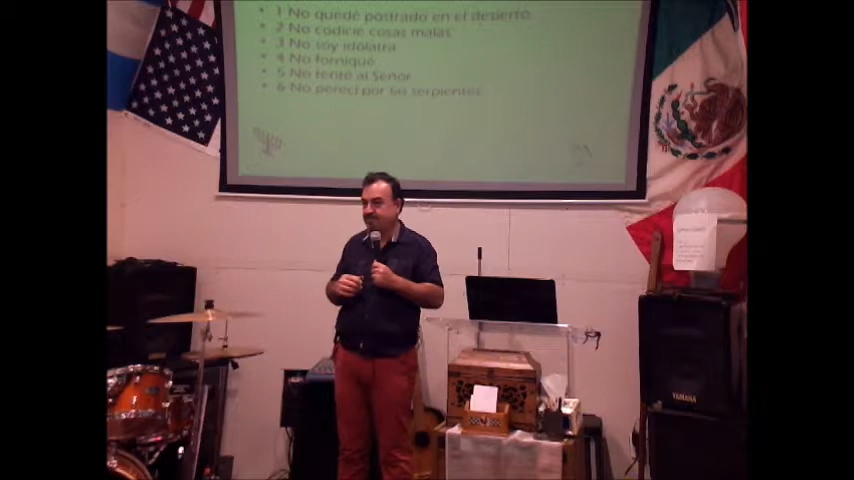 • 1 No quedé postrado en el desierto
• 2 No codicie cosas malas
• 3 No soy idólatra
• 4 No forniqué
• 5 No tenté al Señor
• 6 No perecí por las serpientes
YAMAHA